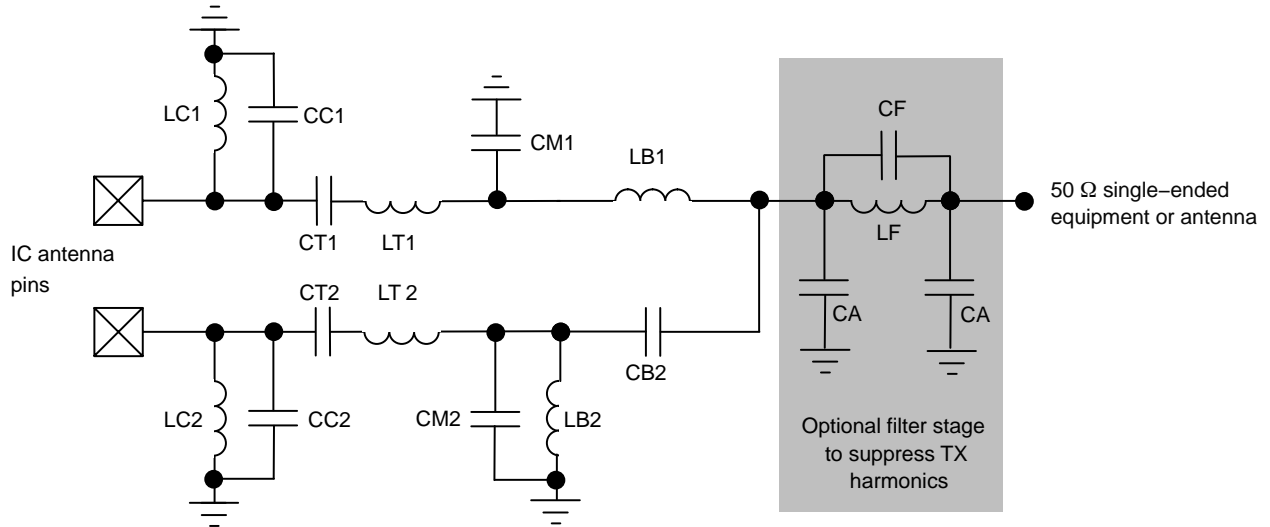 LC1
CC1
CM1
LB1
CF
LF
50 Ω single−ended
equipment or antenna
CT1
LT1
IC antenna
pins
CT2
LT 2
CA
CA
CB2
LC2
CC2
CM2
LB2
Optional filter stage
to suppress TX
harmonics